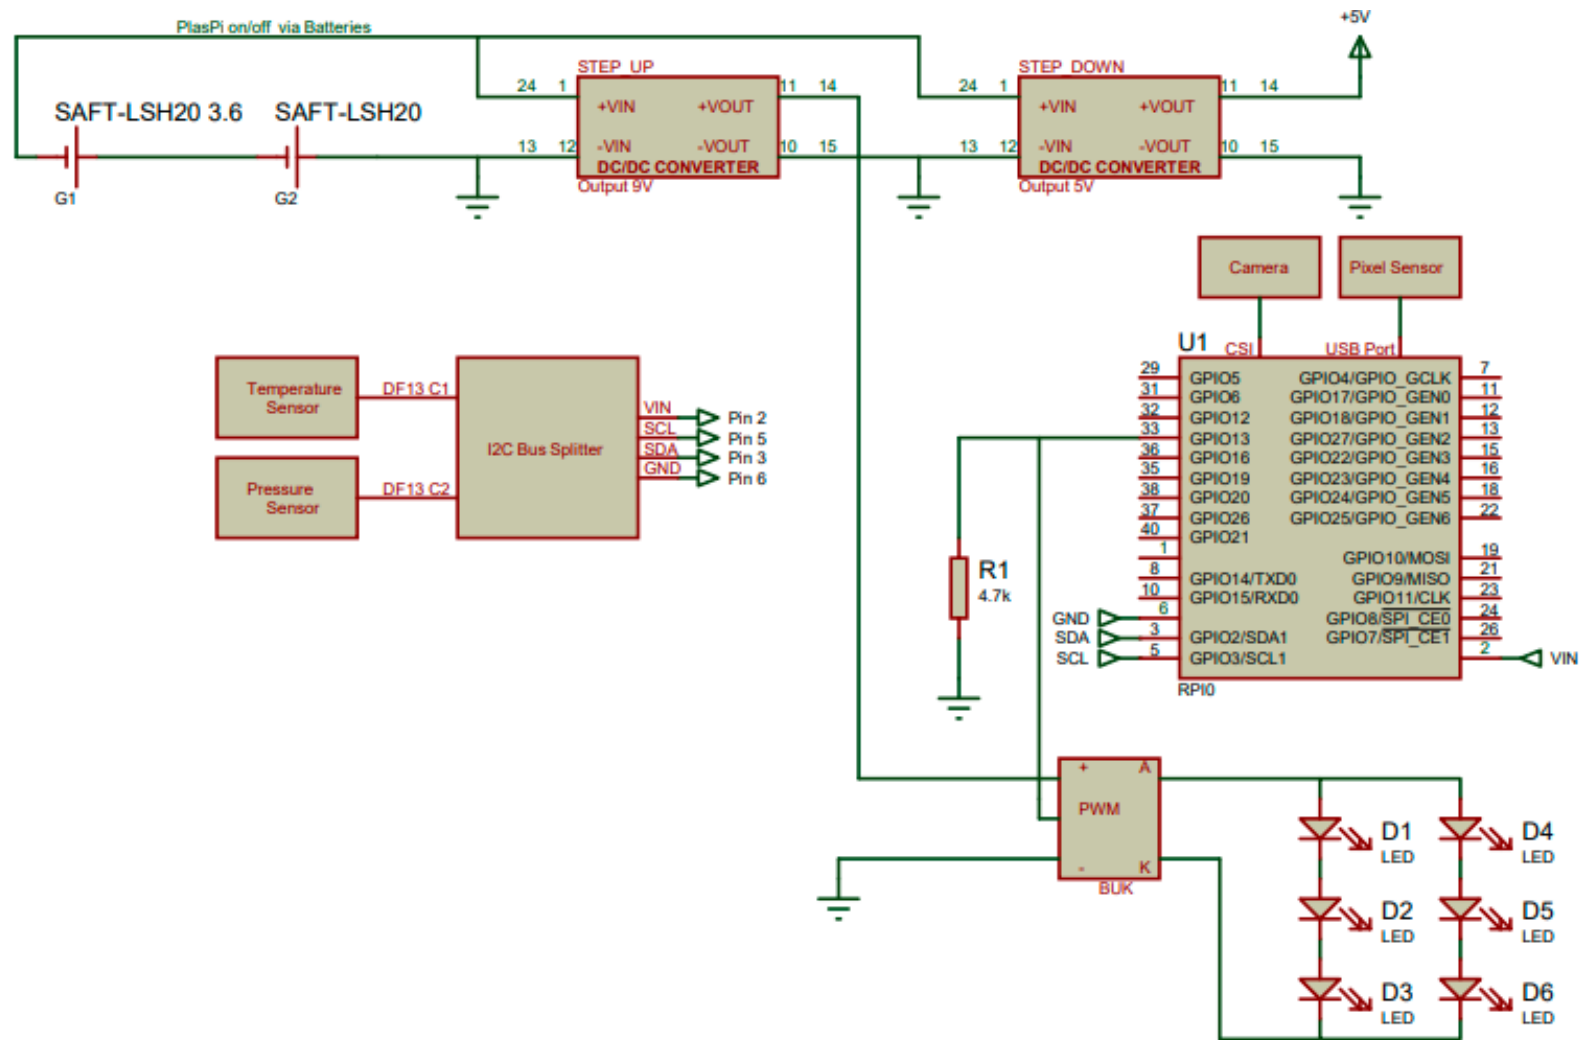 PlasPi on/off via Batteries
+5V
STEP_UP
24 1 +VIN +VOUT 11 14
13 12 -VIN -VOUT 10 15
DC/DC CONVERTER
Output 9V
STEP_DOWN
24 1 +VIN +VOUT 11 14
13 12 -VIN -VOUT 10 15
DC/DC CONVERTER
Output 5V
SAFT-LSH20 3.6
G1
SAFT-LSH20
G2
Camera
Pixel Sensor
U1
CSI
USB Port
Temperature
Sensor
DF13 C1
Pressure
Sensor
DF13 C2
I2C Bus Splitter
VIN Pin 2
SCL Pin 5
SDA Pin 3
GND Pin 6
29 GPIO5
31 GPIO6
32 GPIO12
33 GPIO13
36 GPIO16
35 GPIO19
38 GPIO20
37 GPIO26
40 GPIO21
1
8 GPIO14/TXD0
10 GPIO15/RXD0
GND 6
SDA 3 GPIO2/SDA1
SCL 5 GPIO3/SCL1
GPIO4/GPIO_GCLK 7
GPIO17/GPIO_GEN0 11
GPIO18/GPIO_GEN1 12
GPIO27/GPIO_GEN2 13
GPIO22/GPIO_GEN3 15
GPIO23/GPIO_GEN4 16
GPIO24/GPIO_GEN5 18
GPIO25/GPIO_GEN6 22
GPIO10/MOSI 19
GPIO9/MISO 21
GPIO11/CLK 23
GPIO8/SPI_CE0 24
GPIO7/SPI_CE1 26
2 VIN
RPI0
R1
4.7k
+ A
PWM
- K
BUK
D1
LED
D4
LED
D2
LED
D5
LED
D3
LED
D6
LED